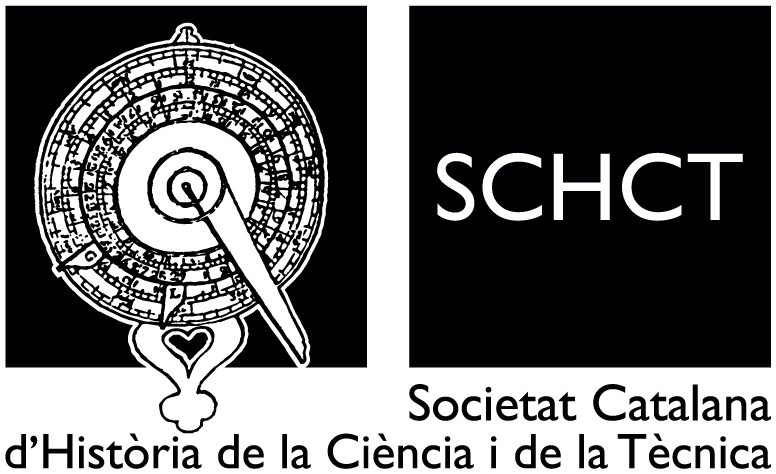 SCHCT
Societat Catalana
d'Història de la Ciència i de la Tècnica